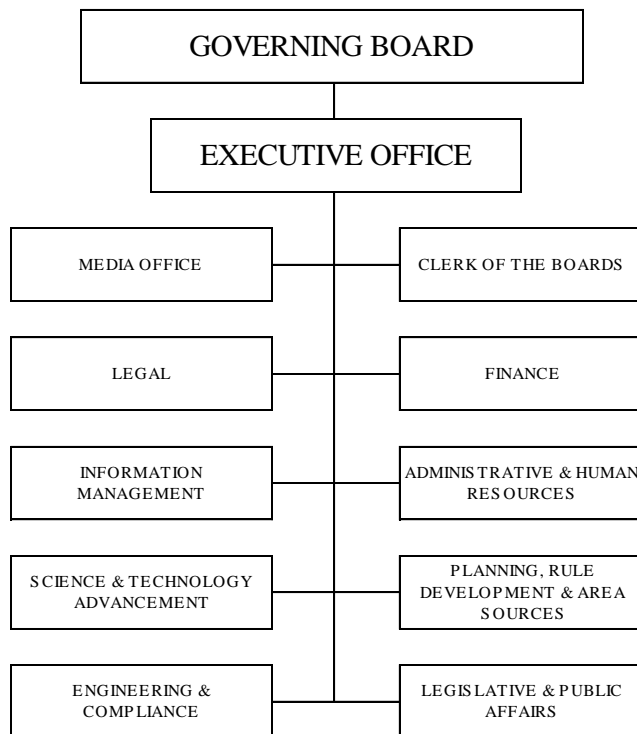 GOVERNING BOARD
EXECUTIVE OFFICE
MEDIA OFFICE
CLERK OF THE BOARDS
LEGAL
FINANCE
INFORMATION
MANAGEMENT
ADMINISTRATIVE & HUMAN
RESOURCES
SCIENCE & TECHNOLOGY
ADVANCEMENT
PLANNING, RULE
DEVELOPMENT & AREA
SOURCES
ENGINEERING &
COMPLIANCE
LEGISLATIVE & PUBLIC
AFFAIRS